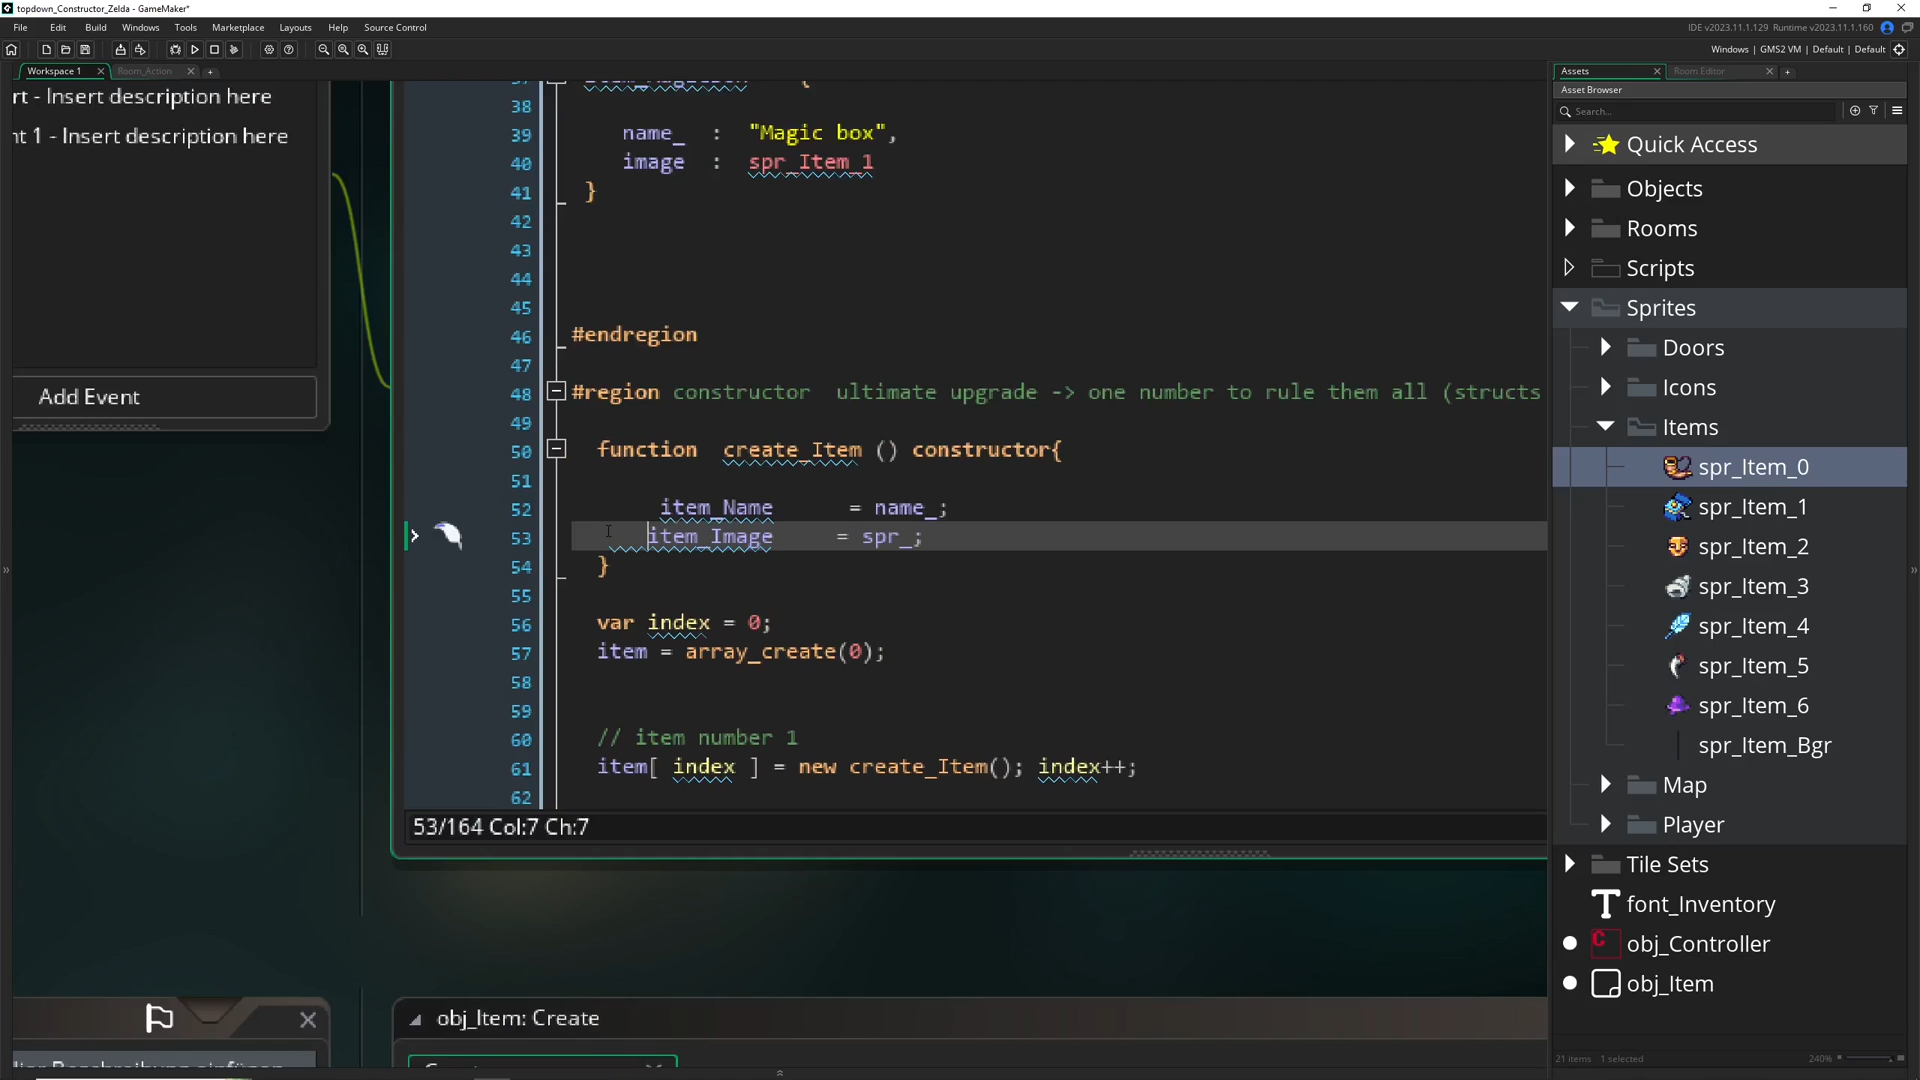 topdown_Constructor_Zelda - GameMaker*
File Edit Build Windows Tools Marketplace Layouts Help Source Control
IDE v2023.11.1.129 Runtime v2023.11.1.160
Windows | GMS2 VM | Default | Default
Workspace 1
Room_Action
rt - Insert description here
nt 1 - Insert description here
Add Event
38
39 name_ : "Magic box",
40 image : spr_Item_1
41 }
42
43
44
45
46 #endregion
47
48 #region constructor ultimate upgrade -> one number to rule them all (structs
49
50 function create_Item () constructor{
51
52 item_Name = name_;
53 item_Image = spr_;
54 }
55
56 var index = 0;
57 item = array_create(0);
58
59
60 // item number 1
61 item[ index ] = new create_Item(); index++;
62
53/164 Col:7 Ch:7
obj_Item: Create
Assets
Room Editor
Asset Browser
Search...
Quick Access
Objects
Rooms
Scripts
Sprites
Doors
Icons
Items
spr_Item_0
spr_Item_1
spr_Item_2
spr_Item_3
spr_Item_4
spr_Item_5
spr_Item_6
spr_Item_Bgr
Map
Player
Tile Sets
font_Inventory
obj_Controller
obj_Item
21 items 1 selected
240%